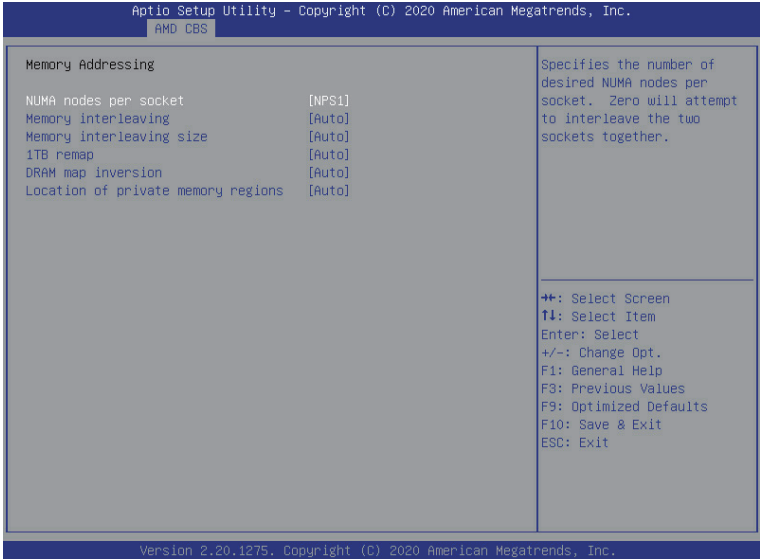 Aptio Setup Utility – Copyright (C) 2020 American Megatrends, Inc.
AMD CBS
Memory Addressing
NUMA nodes per socket [NPS1]
Memory interleaving [Auto]
Memory interleaving size [Auto]
1TB remap [Auto]
DRAM map inversion [Auto]
Location of private memory regions [Auto]
Specifies the number of
desired NUMA nodes per
socket. Zero will attempt
to interleave the two
sockets together.
→←: Select Screen
↑↓: Select Item
Enter: Select
+/-: Change Opt.
F1: General Help
F3: Previous Values
F9: Optimized Defaults
F10: Save & Exit
ESC: Exit
Version 2.20.1275. Copyright (C) 2020 American Megatrends, Inc.